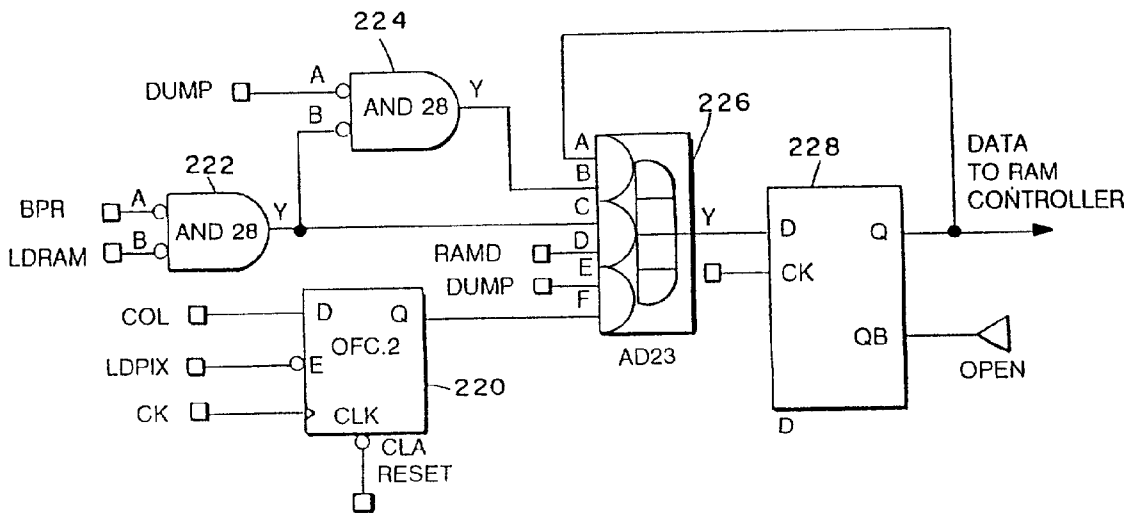 224
DUMP
A
AND 28
Y
B
226
222
BPR
A
AND 28
Y
LDRAM
B
A
B
C
D
E
F
Y
RAMD
DUMP
AD23
228
D
Q
CK
QB
D
DATA
TO RAM
CONTROLLER
OPEN
COL
D
Q
OFC.2
LDPIX
E
220
CK
CLK
CLA
RESET